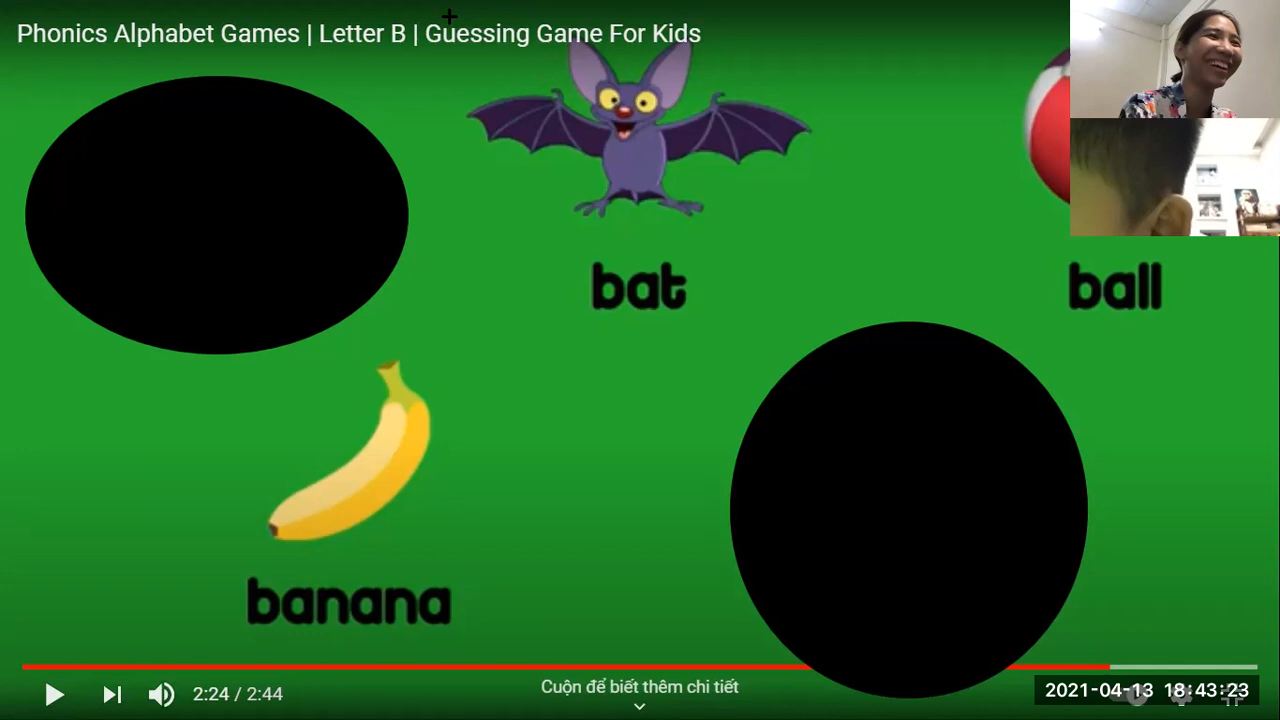 Phonics Alphabet Games | Letter B | Guessing Game For Kids
bat
ball
banana
2:24 / 2:44
Cuộn để biết thêm chi tiết
2021-04-13 18:43:23